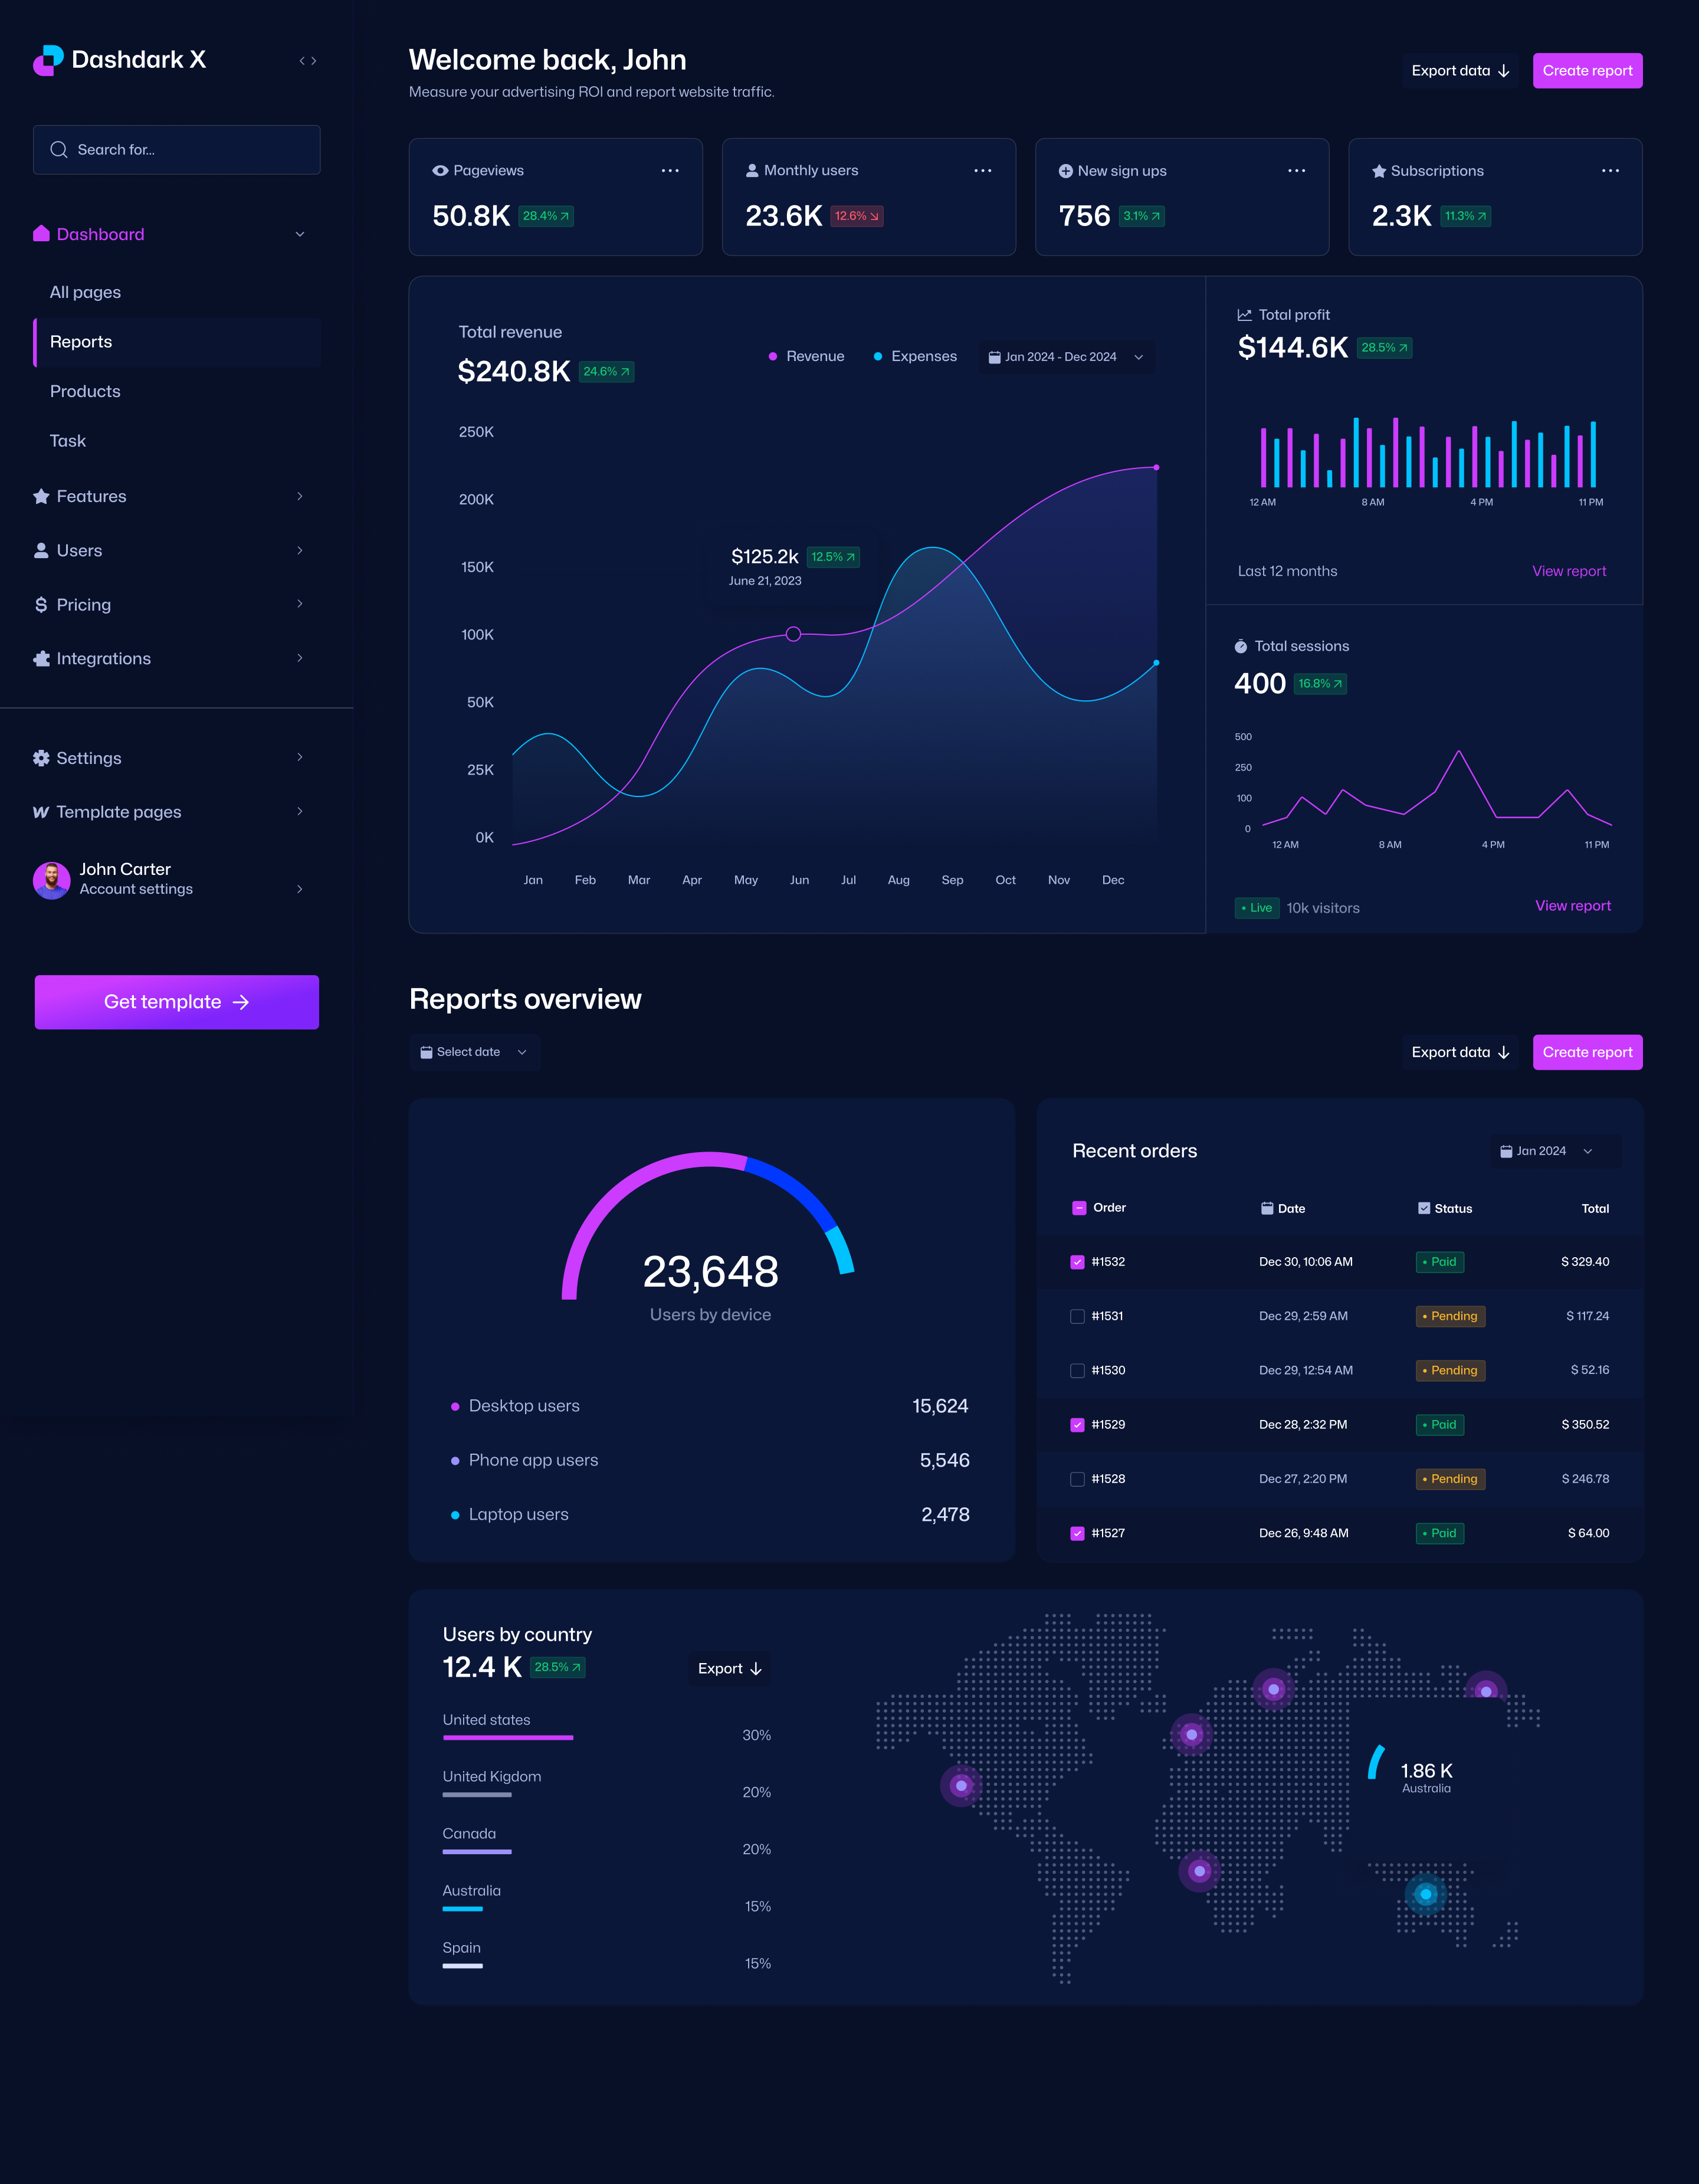 Dashdark X
Search for...
Dashboard
All pages
Reports
Products
Task
Features
Users
Pricing
Integrations
Settings
Template pages
John Carter
Account settings
Get template
Welcome back, John
Measure your advertising ROI and report website traffic.
Export data
Create report
Pageviews
50.8K 28.4%
Monthly users
23.6K 12.6%
New sign ups
756 3.1%
Subscriptions
2.3K 11.3%
Total revenue
$240.8K 24.6%
Revenue
Expenses
Jan 2024 - Dec 2024
250K
200K
150K
100K
50K
25K
0K
$125.2k 12.5%
June 21, 2023
Jan Feb Mar Apr May Jun Jul Aug Sep Oct Nov Dec
Total profit
$144.6K 28.5%
12 AM 8 AM 4 PM 11 PM
Last 12 months View report
Total sessions
400 16.8%
500
250
100
0
12 AM 8 AM 4 PM 11 PM
Live 10k visitors View report
Reports overview
Select date
Export data
Create report
23,648
Users by device
Desktop users 15,624
Phone app users 5,546
Laptop users 2,478
Recent orders
Jan 2024
Order Date Status Total
#1532 Dec 30, 10:06 AM Paid $ 329.40
#1531 Dec 29, 2:59 AM Pending $ 117.24
#1530 Dec 29, 12:54 AM Pending $ 52.16
#1529 Dec 28, 2:32 PM Paid $ 350.52
#1528 Dec 27, 2:20 PM Pending $ 246.78
#1527 Dec 26, 9:48 AM Paid $ 64.00
Users by country
12.4 K 28.5%
Export
United states 30%
United Kigdom 20%
Canada 20%
Australia 15%
Spain 15%
1.86 K
Australia